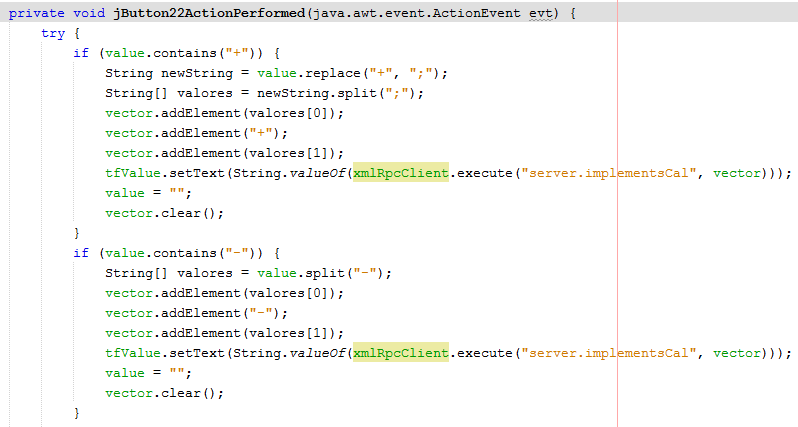 private void jButton22ActionPerformed(java.awt.event.ActionEvent evt) {
try {
if (value.contains("+")) {
String newString = value.replace("+", ";");
String[] valores = newString.split(";");
vector.addElement(valores[0]);
vector.addElement("+");
vector.addElement(valores[1]);
tfValue.setText(String.valueOf(xmlRpcClient.execute("server.implementsCal", vector)));
value = "";
vector.clear();
}
if (value.contains("-")) {
String[] valores = value.split("-");
vector.addElement(valores[0]);
vector.addElement("-");
vector.addElement(valores[1]);
tfValue.setText(String.valueOf(xmlRpcClient.execute("server.implementsCal", vector)));
value = "";
vector.clear();
}